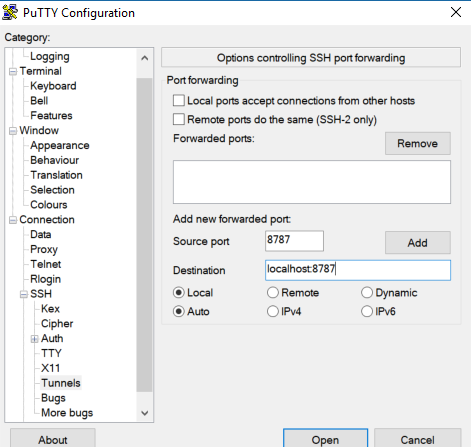 PuTTY Configuration
Category:
Logging
Terminal
Keyboard
Bell
Features
Window
Appearance
Behaviour
Translation
Selection
Colours
Connection
Data
Proxy
Telnet
Rlogin
SSH
Kex
Cipher
Auth
TTY
X11
Tunnels
Bugs
More bugs
Options controlling SSH port forwarding
Port forwarding
Local ports accept connections from other hosts
Remote ports do the same (SSH-2 only)
Forwarded ports:
Remove
Add new forwarded port:
Source port 8787 Add
Destination localhost:8787
Local Remote Dynamic
Auto IPv4 IPv6
About Open Cancel